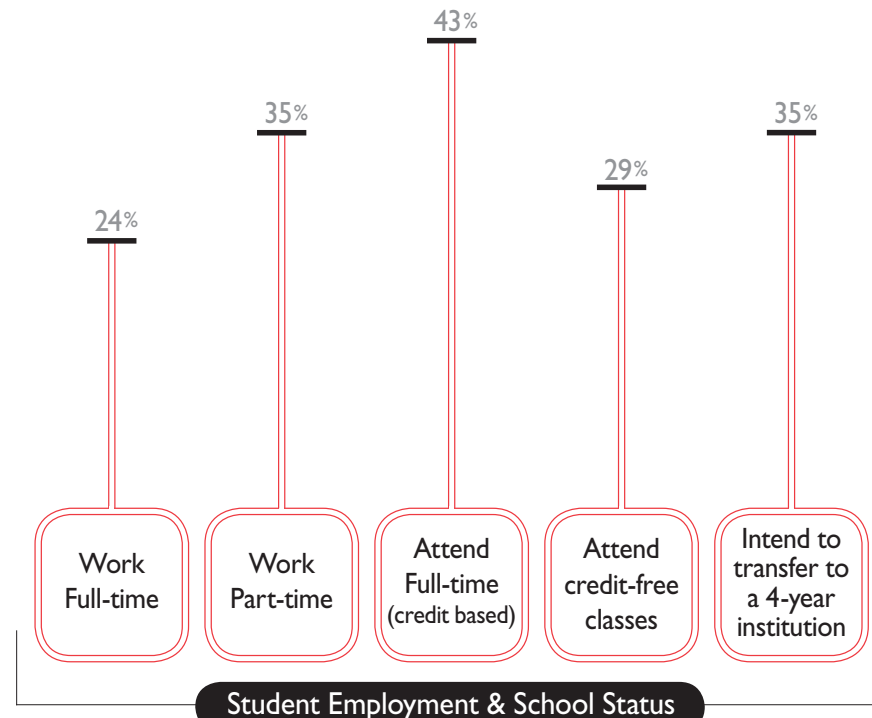 43%
35%
35%
29%
24%
Work
Full-time
Work
Part-time
Attend
Full-time
(credit based)
Attend
credit-free
classes
Intend to
transfer to
a 4-year
institution
Student Employment & School Status